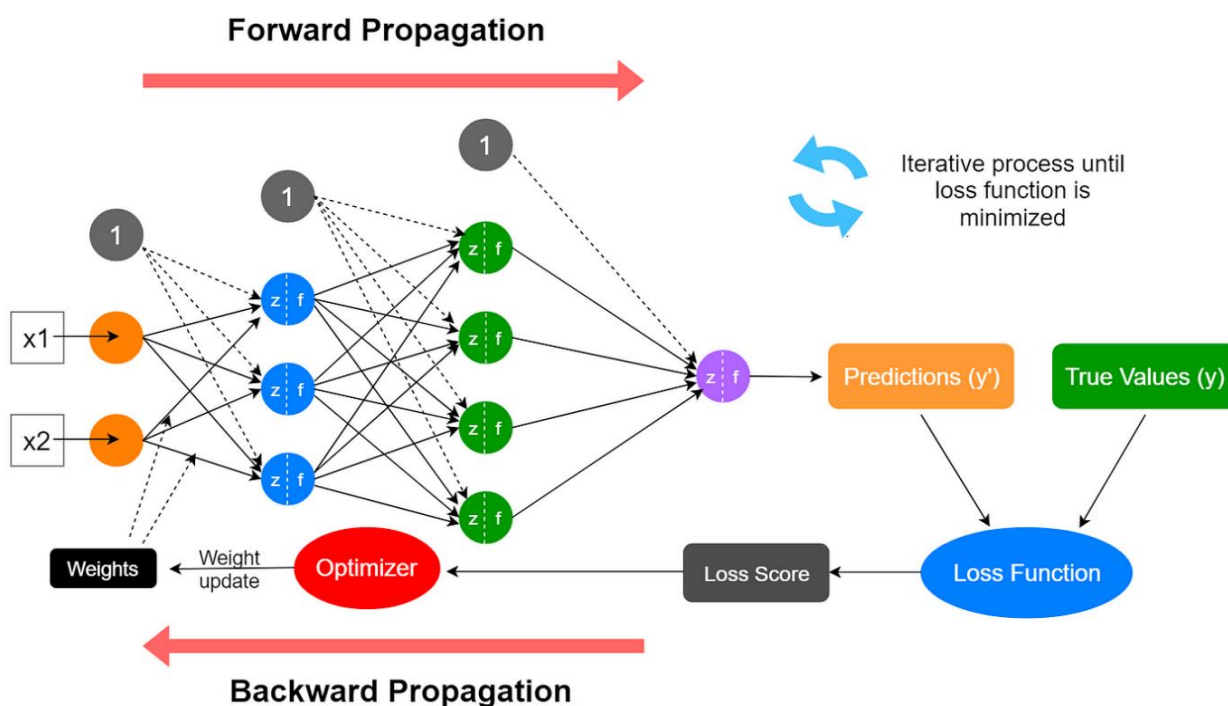 Forward Propagation
1
1
1
Iterative process until
loss function is
minimized
z f
z f
x1
z f
z f
z f
Predictions (y')
True Values (y)
x2
z f
z f
z f
Weights
Weight
update
Optimizer
Loss Score
Loss Function
Backward Propagation